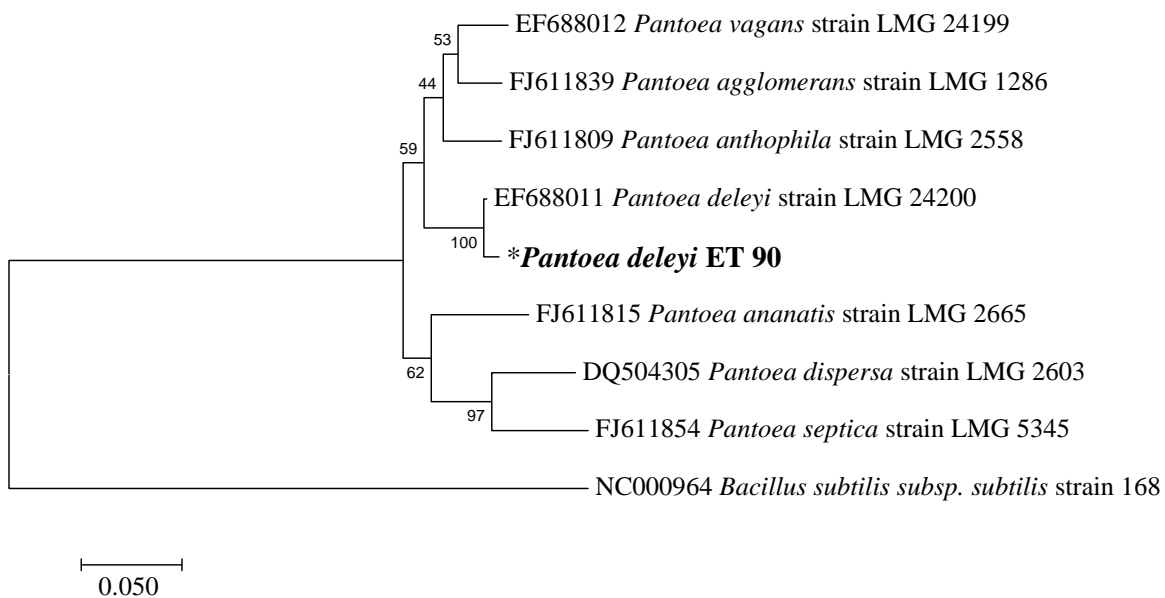 EF688012 Pantoea vagans strain LMG 24199
53
FJ611839 Pantoea agglomerans strain LMG 1286
44
FJ611809 Pantoea anthophila strain LMG 2558
59
EF688011 Pantoea deleyi strain LMG 24200
100
*Pantoea deleyi ET 90
FJ611815 Pantoea ananatis strain LMG 2665
62
DQ504305 Pantoea dispersa strain LMG 2603
97
FJ611854 Pantoea septica strain LMG 5345
NC000964 Bacillus subtilis subsp. subtilis strain 168
0.050